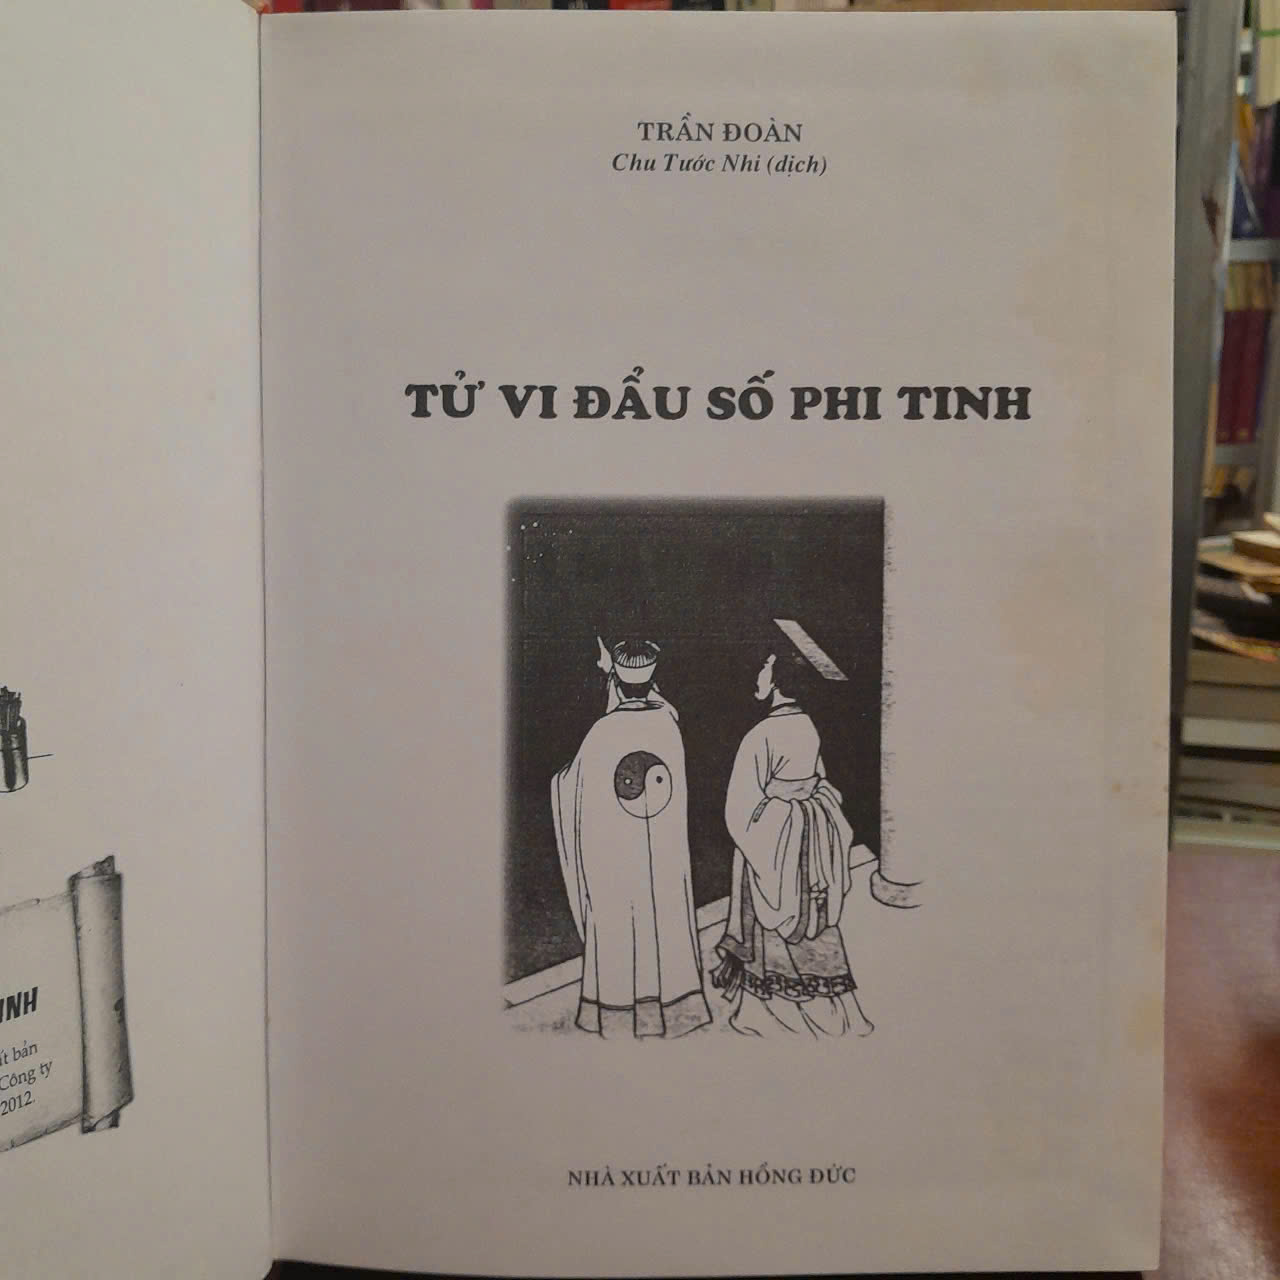 TRẦN ĐOÀN
Chu Tước Nhi (dịch)
TỬ VI ĐẨU SỐ PHI TINH
NHÀ XUẤT BẢN HỒNG ĐỨC
INH
bản
Công ty
2012.